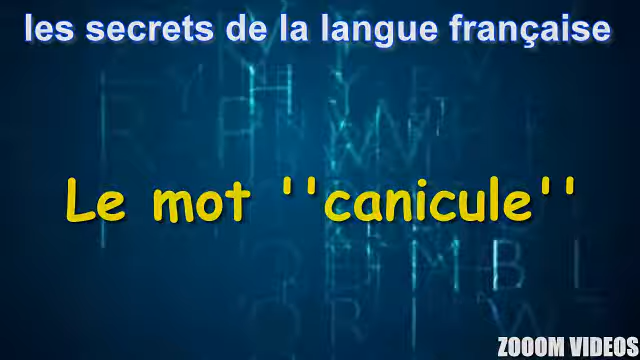 les secrets de la langue française
Le mot ''canicule''
ZOOOM VIDEOS